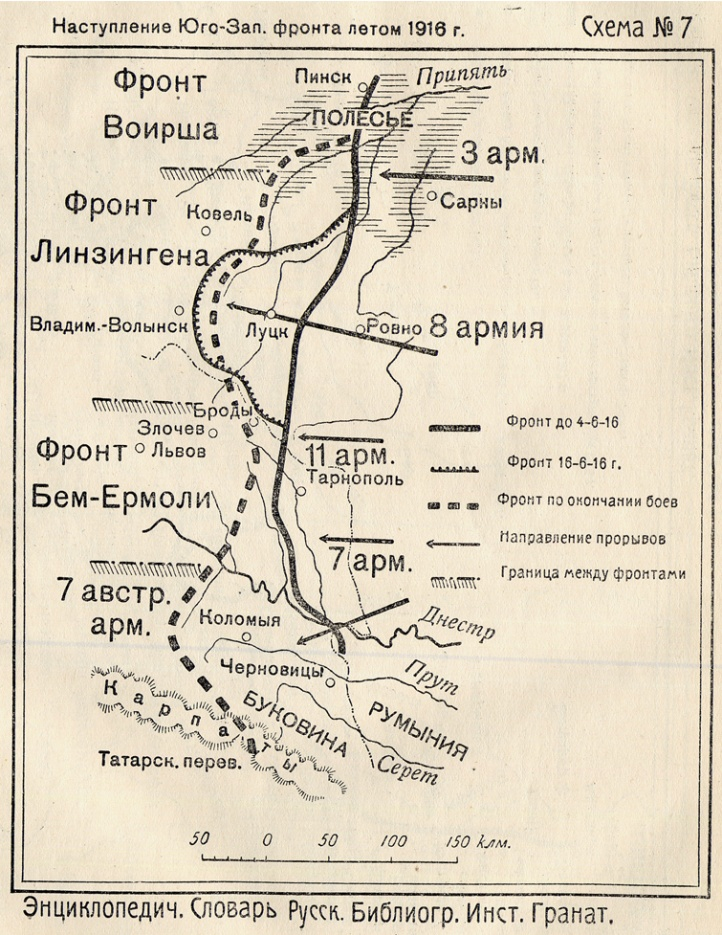 Наступление Юго-Зап. фронта летом 1916 г.
Схема № 7
Фронт
Воирша
Пинск
Припять
ПОЛЕСЬЕ
3 арм.
Сарны
Фронт
Линзингена
Ковель
Владим.-Волынск
Луцк
Ровно
8 армия
Броды
Злочев
Львов
Фронт
Бем-Ермоли
11 арм.
Тарнополь
7 арм.
Фронт до 4-6-16
Фронт 16-6-16 г.
Фронт по окончании боев
Направление прорывов
Граница между фронтами
7 австр.
арм.
Коломыя
Днестр
Черновицы
Прут
Карпаты
БУКОВИНА
РУМЫНИЯ
Серет
Татарск. перев.
50 0 50 100 150 клм.
Энциклопедич. Словарь Русск. Библиогр. Инст. Гранат.